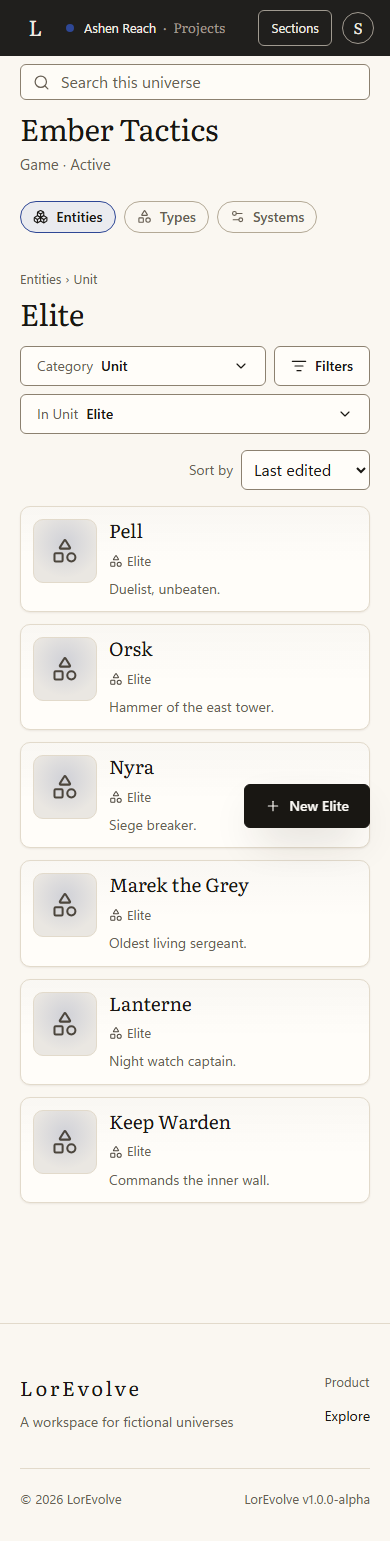 L Ashen Reach · Projects Sections S
Search this universe
Ember Tactics
Game · Active
Entities Types Systems
Entities › Unit
Elite
Category Unit Filters
In Unit Elite
Sort by Last edited
Pell
Elite
Duelist, unbeaten.
Orsk
Elite
Hammer of the east tower.
Nyra
Elite
New Elite
Siege breaker.
Marek the Grey
Elite
Oldest living sergeant.
Lanterne
Elite
Night watch captain.
Keep Warden
Elite
Commands the inner wall.
LorEvolve
A workspace for fictional universes
Product
Explore
© 2026 LorEvolve LorEvolve v1.0.0-alpha